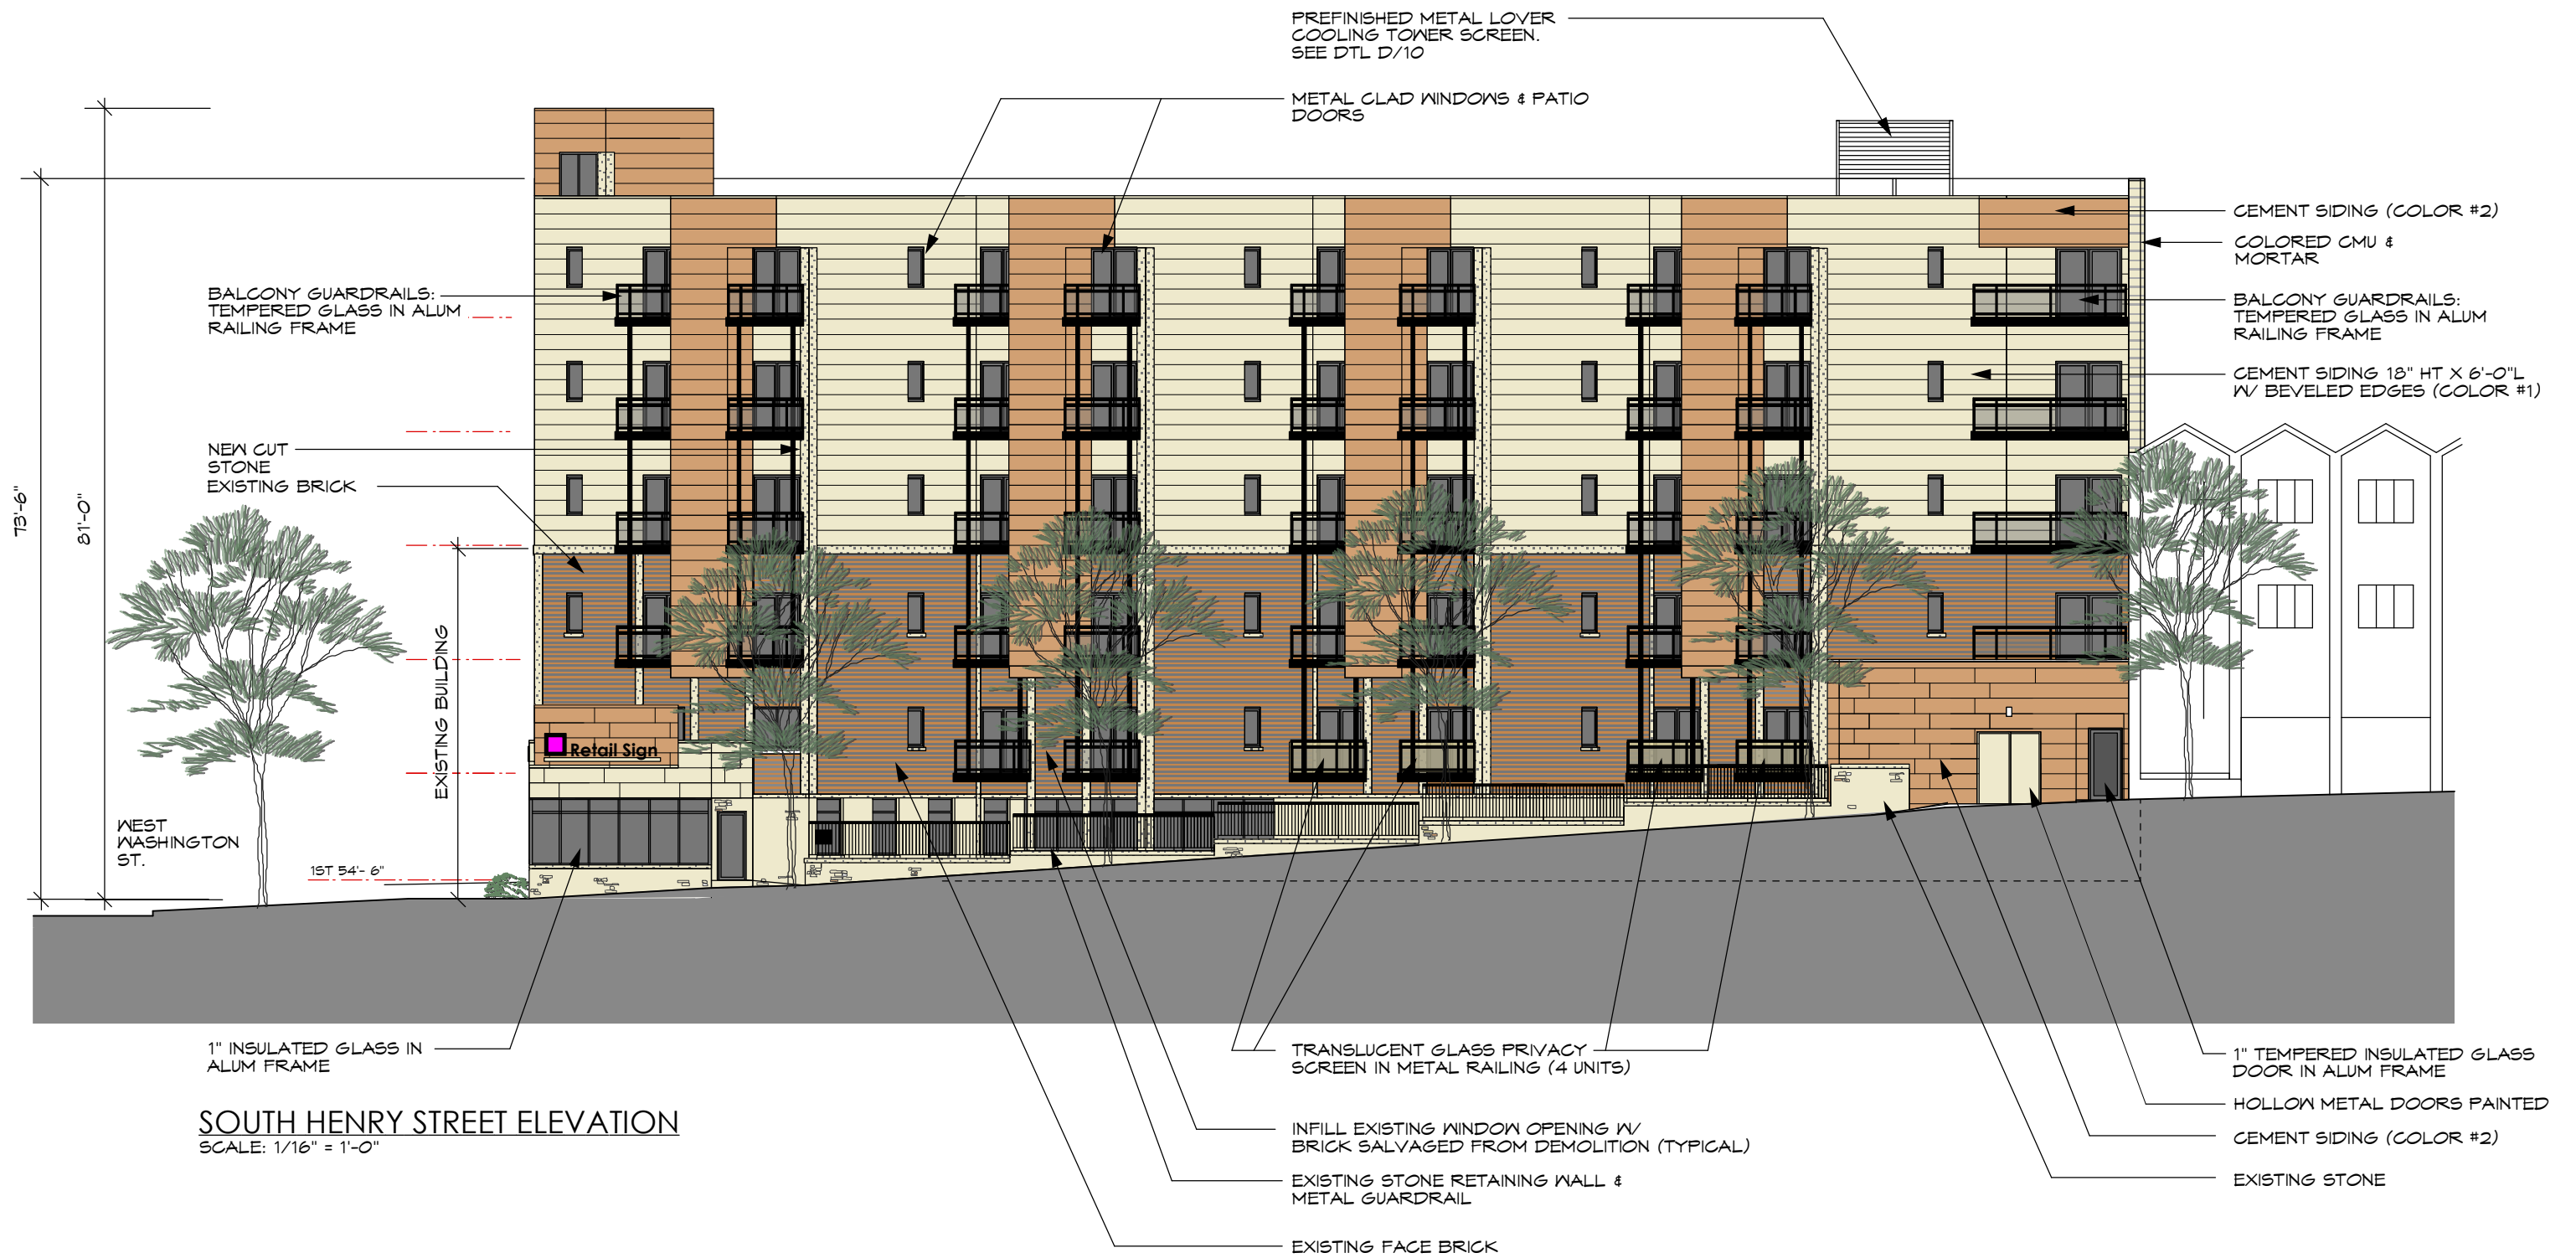 PREFINISHED METAL LOVER
COOLING TOWER SCREEN.
SEE DTL D/10
METAL CLAD WINDOWS & PATIO
DOORS
CEMENT SIDING (COLOR #2)
COLORED CMU &
MORTAR
BALCONY GUARDRAILS:
TEMPERED GLASS IN ALUM
RAILING FRAME
BALCONY GUARDRAILS:
TEMPERED GLASS IN ALUM
RAILING FRAME
CEMENT SIDING 18" HT X 6'-0"L
W/ BEVELED EDGES (COLOR #1)
NEW CUT
STONE
EXISTING BRICK
73'-6"
81'-0"
EXISTING BUILDING
Retail Sign
WEST
WASHINGTON
ST.
1ST 54'- 6"
1" INSULATED GLASS IN
ALUM FRAME
TRANSLUCENT GLASS PRIVACY
SCREEN IN METAL RAILING (4 UNITS)
1" TEMPERED INSULATED GLASS
DOOR IN ALUM FRAME
HOLLOW METAL DOORS PAINTED
SOUTH HENRY STREET ELEVATION
SCALE: 1/16" = 1'-0"
INFILL EXISTING WINDOW OPENING W/
BRICK SALVAGED FROM DEMOLITION (TYPICAL)
CEMENT SIDING (COLOR #2)
EXISTING STONE RETAINING WALL &
METAL GUARDRAIL
EXISTING STONE
EXISTING FACE BRICK